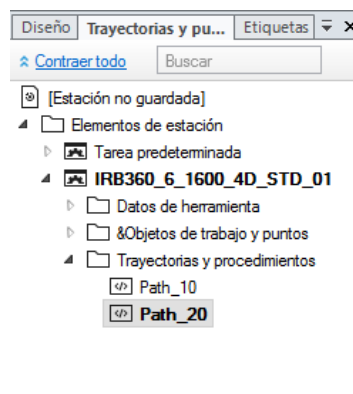 Diseño Trayectorias y pu... Etiquetas
Contraer todo Buscar
[Estación no guardada]
Elementos de estación
Tarea predeterminada
IRB360_6_1600_4D_STD_01
Datos de herramienta
&Objetos de trabajo y puntos
Trayectorias y procedimientos
Path_10
Path_20